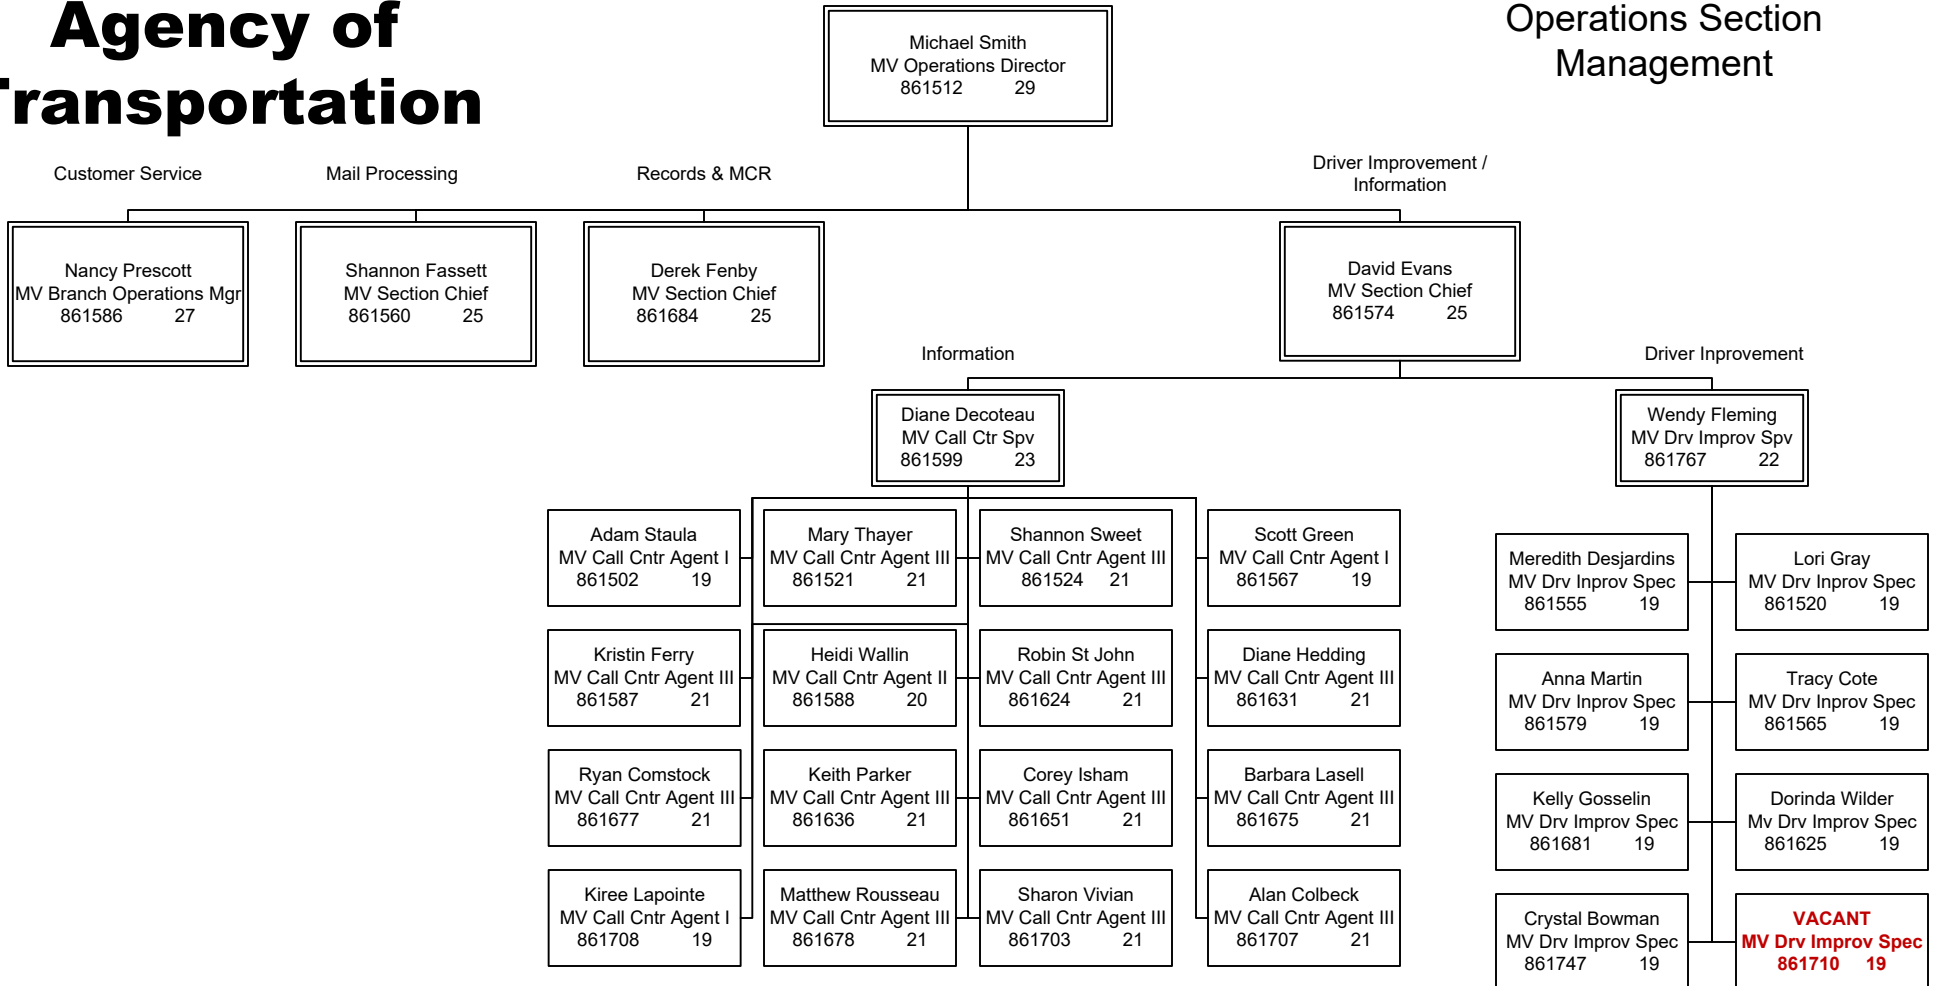 Agency of
Transportation
Operations Section
Management
Michael Smith
MV Operations Director
861512 29
Customer Service
Mail Processing
Records & MCR
Driver Improvement /
Information
Nancy Prescott
MV Branch Operations Mgr
861586 27
Shannon Fassett
MV Section Chief
861560 25
Derek Fenby
MV Section Chief
861684 25
David Evans
MV Section Chief
861574 25
Information
Driver Inprovement
Diane Decoteau
MV Call Ctr Spv
861599 23
Wendy Fleming
MV Drv Improv Spv
861767 22
Adam Staula
MV Call Cntr Agent I
861502 19
Mary Thayer
MV Call Cntr Agent III
861521 21
Shannon Sweet
MV Call Cntr Agent III
861524 21
Scott Green
MV Call Cntr Agent I
861567 19
Meredith Desjardins
MV Drv Inprov Spec
861555 19
Lori Gray
MV Drv Inprov Spec
861520 19
Kristin Ferry
MV Call Cntr Agent III
861587 21
Heidi Wallin
MV Call Cntr Agent II
861588 20
Robin St John
MV Call Cntr Agent III
861624 21
Diane Hedding
MV Call Cntr Agent III
861631 21
Anna Martin
MV Drv Inprov Spec
861579 19
Tracy Cote
MV Drv Inprov Spec
861565 19
Ryan Comstock
MV Call Cntr Agent III
861677 21
Keith Parker
MV Call Cntr Agent III
861636 21
Corey Isham
MV Call Cntr Agent III
861651 21
Barbara Lasell
MV Call Cntr Agent III
861675 21
Kelly Gosselin
MV Drv Improv Spec
861681 19
Dorinda Wilder
Mv Drv Improv Spec
861625 19
Kiree Lapointe
MV Call Cntr Agent I
861708 19
Matthew Rousseau
MV Call Cntr Agent III
861678 21
Sharon Vivian
MV Call Cntr Agent III
861703 21
Alan Colbeck
MV Call Cntr Agent III
861707 21
Crystal Bowman
MV Drv Improv Spec
861747 19
VACANT
MV Drv Improv Spec
861710 19